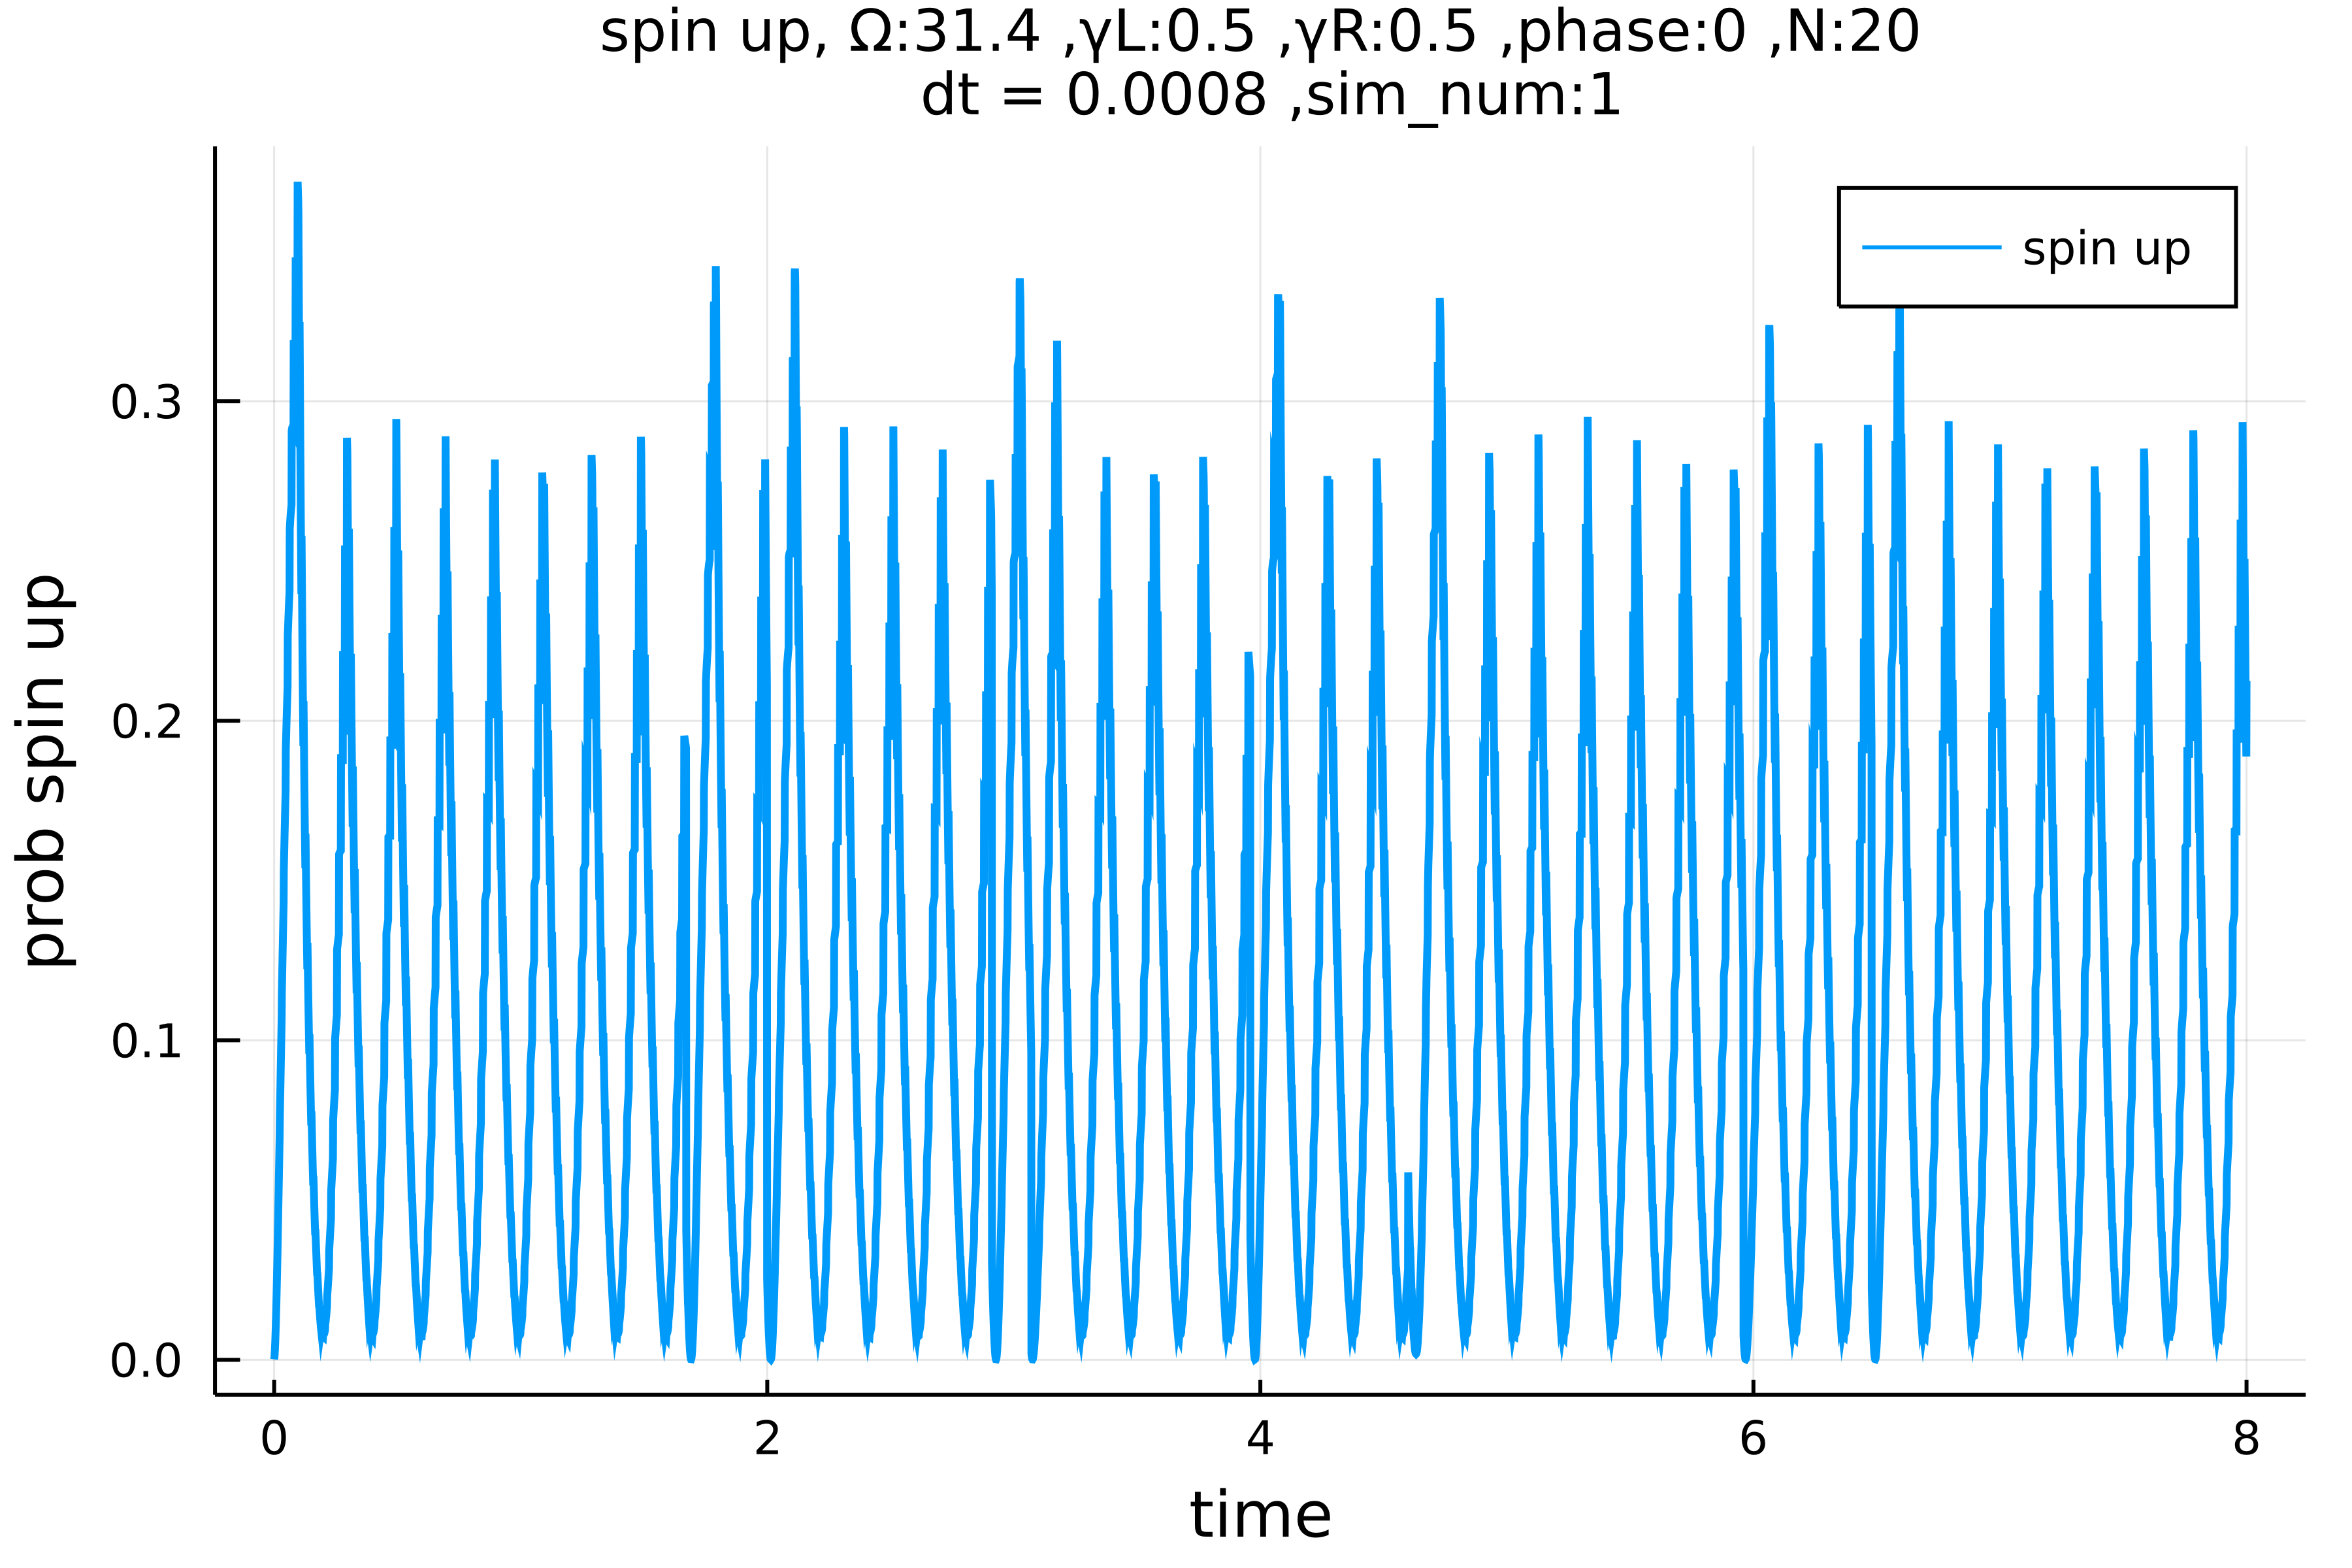 spin up, Ω:31.4 ,γL:0.5 ,γR:0.5 ,phase:0 ,N:20
dt = 0.0008 ,sim_num:1
spin up
prob spin up
0.3
0.2
0.1
0.0
0 2 4 6 8
time